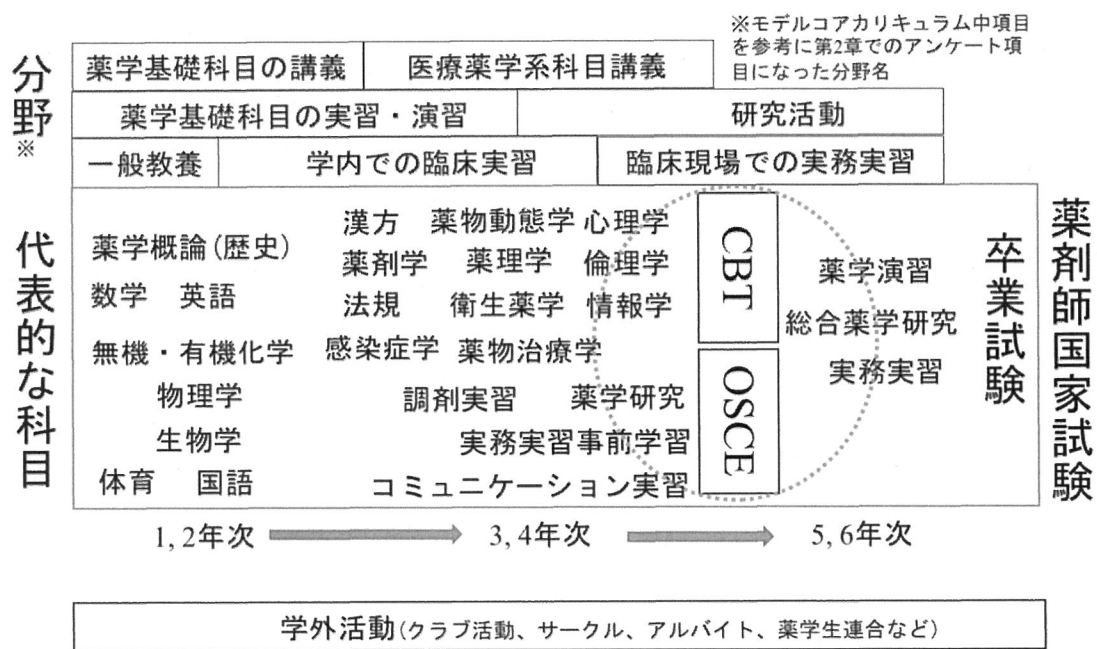 ※モデルコアカリキュラム中項目
を参考に第2章でのアンケート項
目になった分野名
分野※
薬学基礎科目の講義 医療薬学系科目講義
薬学基礎科目の実習・演習 研究活動
一般教養 学内での臨床実習 臨床現場での実務実習
代表的な科目
漢方 薬物動態学 心理学
薬学概論(歴史)
薬剤学 薬理学 倫理学
薬学演習
数学 英語
法規 衛生薬学 情報学
総合薬学研究
無機・有機化学
感染症学 薬物治療学
実務実習
物理学
調剤実習 薬学研究
生物学
実務実習事前学習
体育 国語
コミュニケーション実習
CBT
OSCE
卒業試験
薬剤師国家試験
1, 2年次 3, 4年次 5, 6年次
学外活動(クラブ活動、サークル、アルバイト、薬学生連合など)